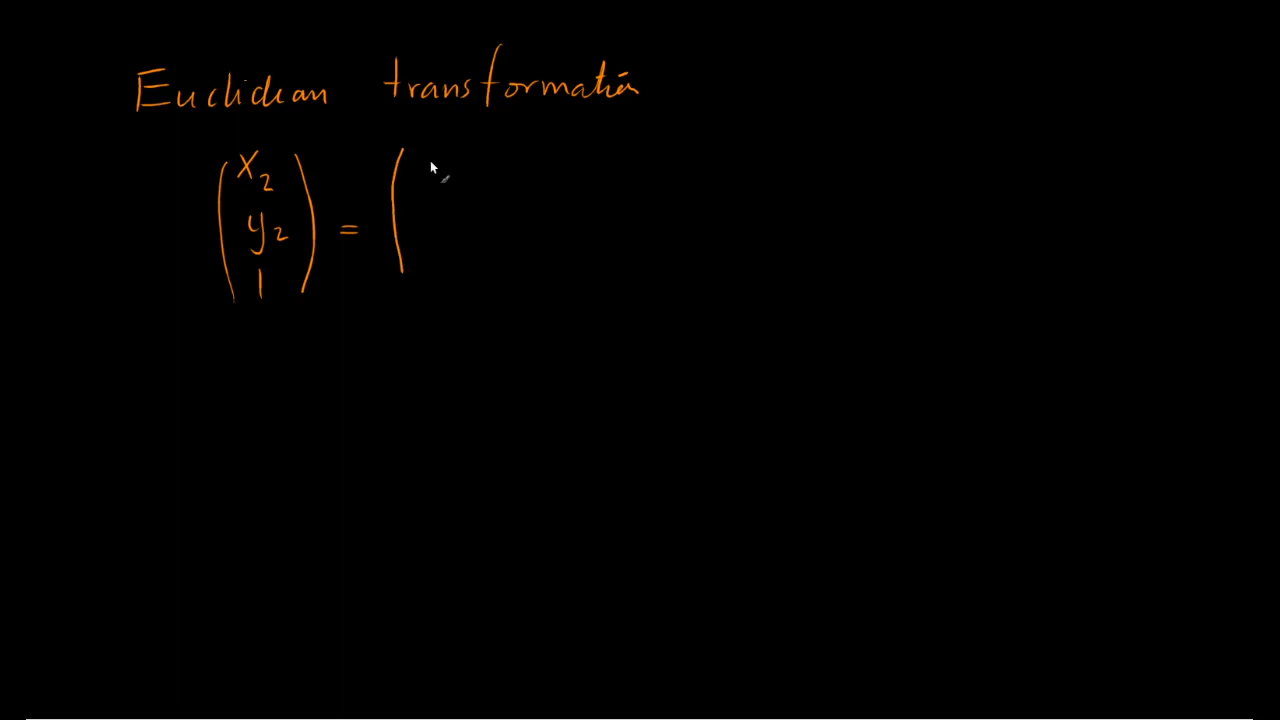 Euclidean transformation
( x2 ) = (
y2
1